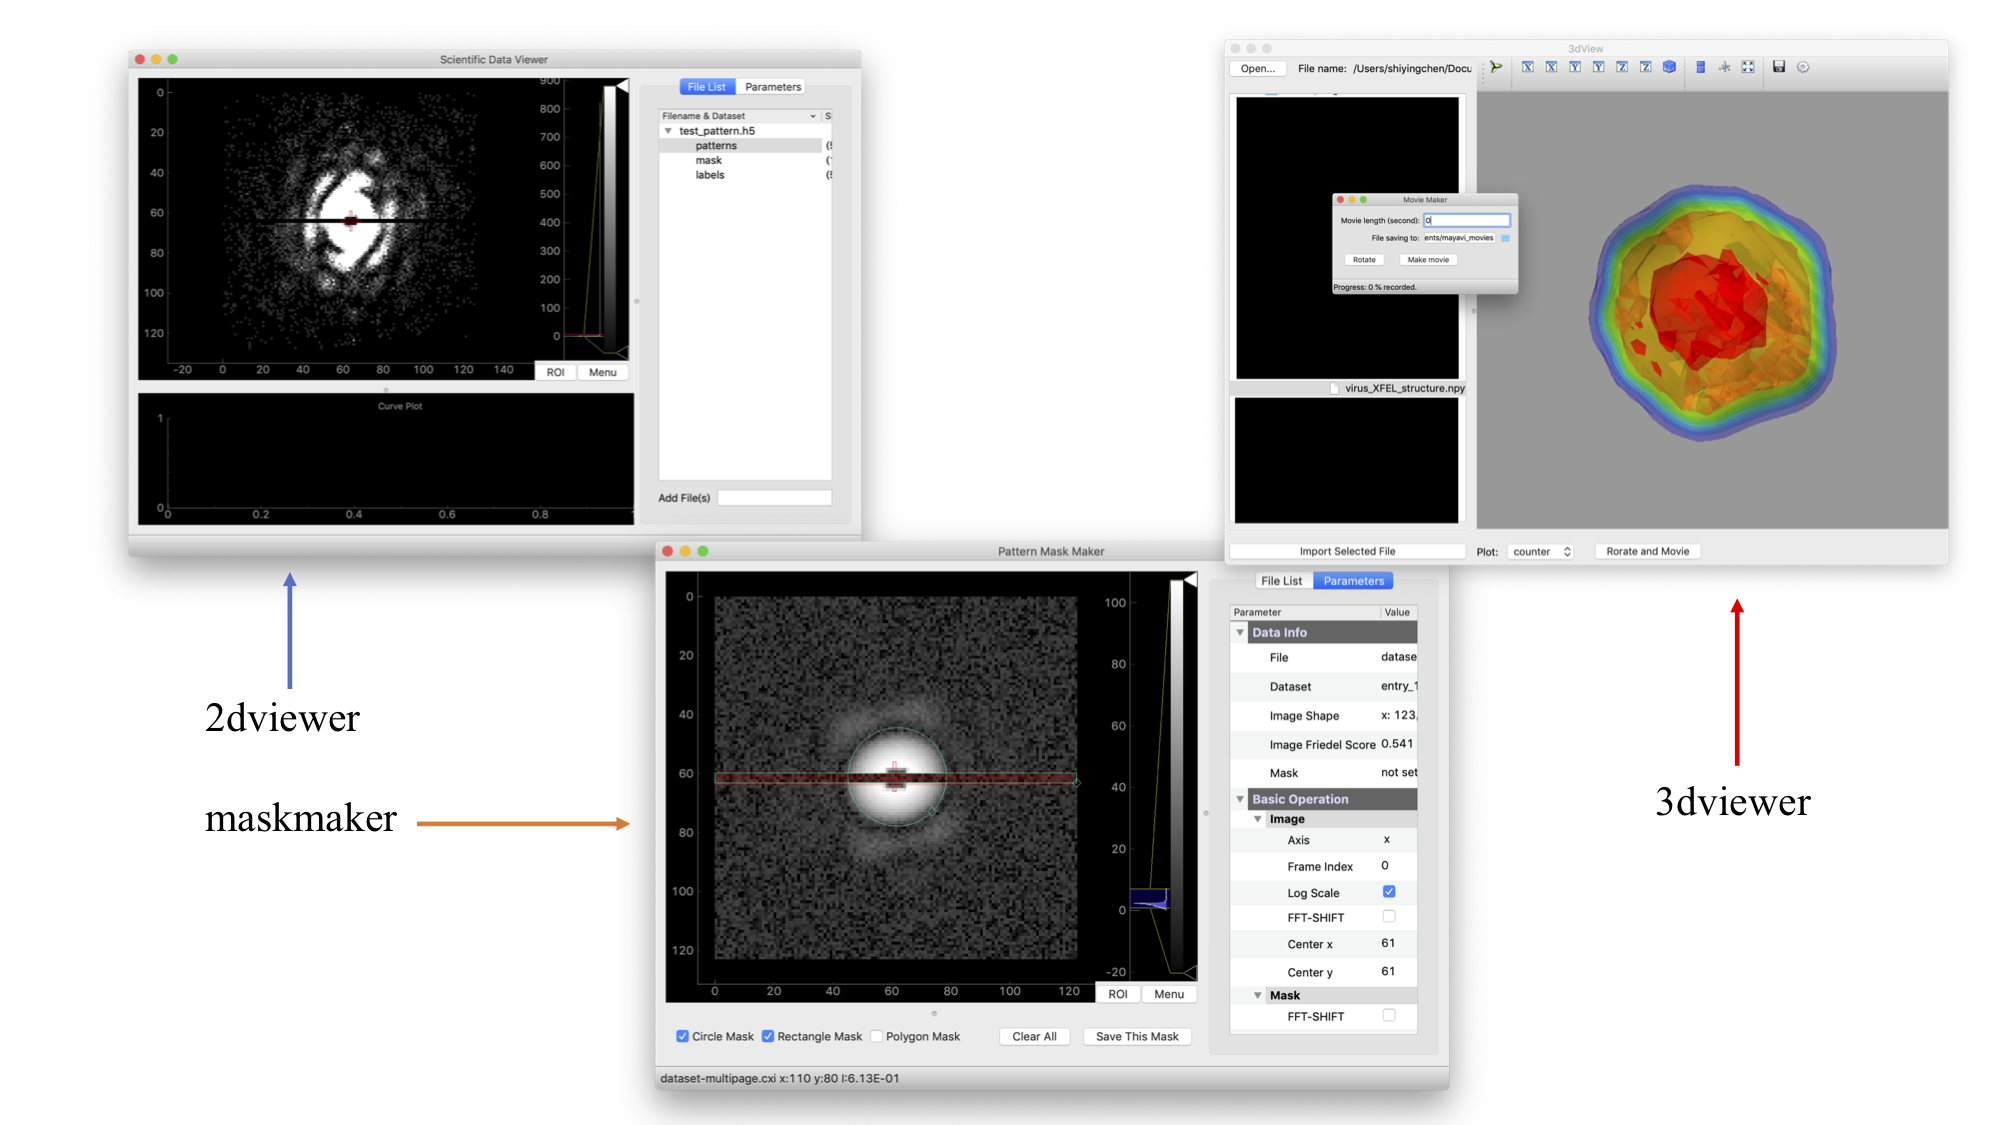 Scientific Data Viewer
900
800
700
600
500
400
300
200
100
0
0
20
40
60
80
100
120
-20 0 20 40 60 80 100 120 140
ROI Menu
Curve Plot
1
0
0 0.2 0.4 0.6 0.8
File List Parameters
Filename & Dataset
test_pattern.h5
patterns
mask
labels
Add File(s)
3dView
Open... File name: /Users/shiyingchen/Docu
X X Y Y Z Z
Movie Maker
Movie length (second): 0
File saving to: ents/mayavi_movies
Rotate Make movie
Progress: 0 % recorded.
virus_XFEL_structure.npy
Import Selected File Plot: counter Rorate and Movie
2dviewer
maskmaker
3dviewer
Pattern Mask Maker
0
20
40
60
80
100
120
0 20 40 60 80 100 120
100
80
60
40
20
0
-20
ROI Menu
Circle Mask Rectangle Mask Polygon Mask Clear All Save This Mask
dataset-multipage.cxi x:110 y:80 I:6.13E-01
File List Parameters
Parameter Value
Data Info
File datase
Dataset entry_1
Image Shape x: 123,
Image Friedel Score 0.541
Mask not set
Basic Operation
Image
Axis x
Frame Index 0
Log Scale
FFT-SHIFT
Center x 61
Center y 61
Mask
FFT-SHIFT